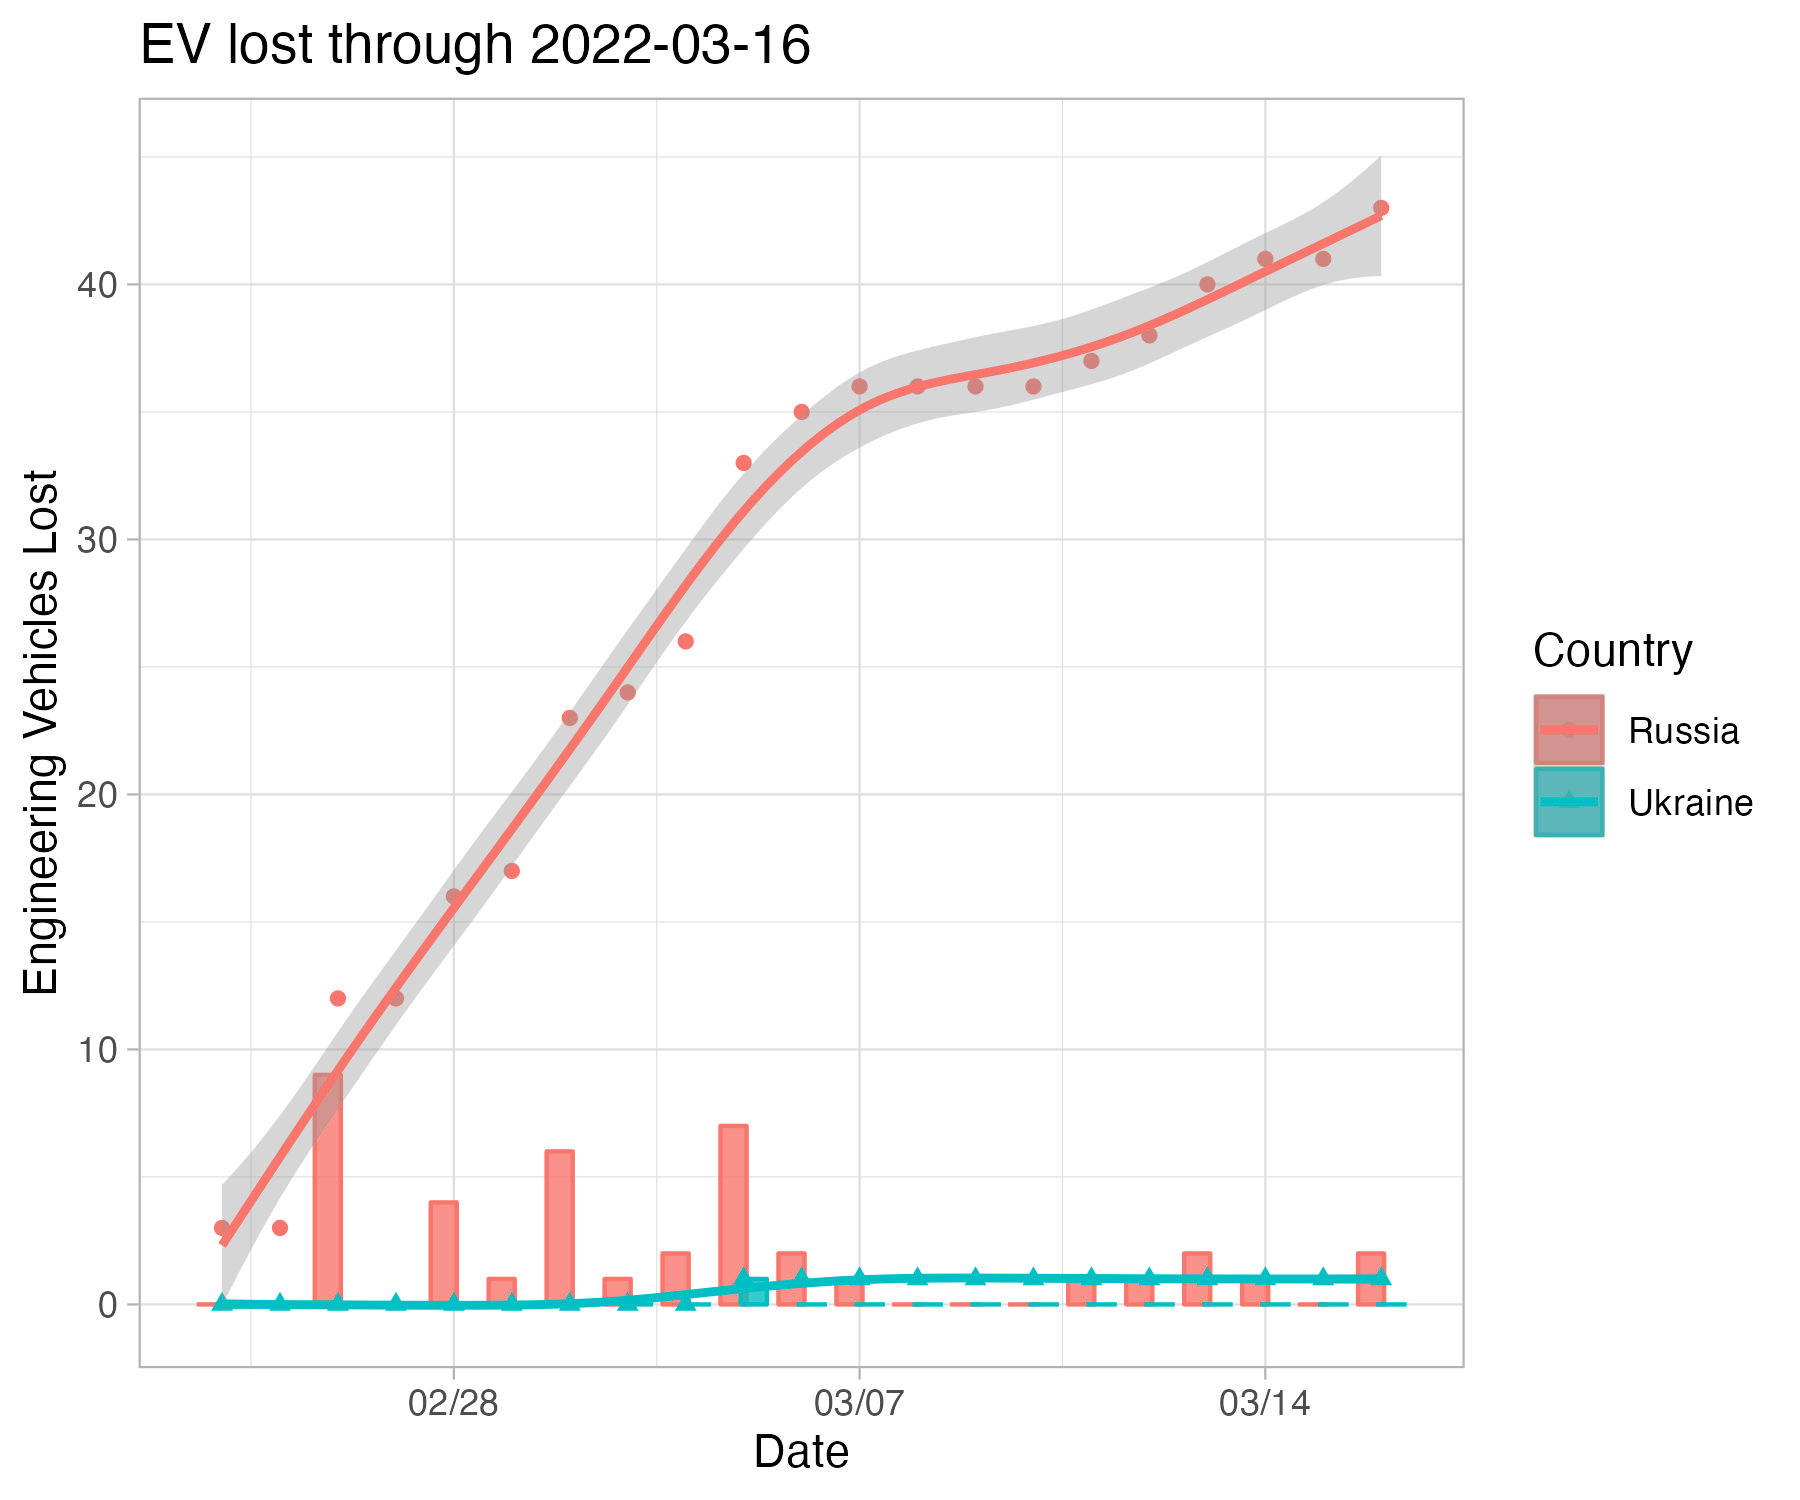 EV lost through 2022-03-16
Engineering Vehicles Lost
40
30
20
10
0
02/28
03/07
03/14
Date
Country
Russia
Ukraine